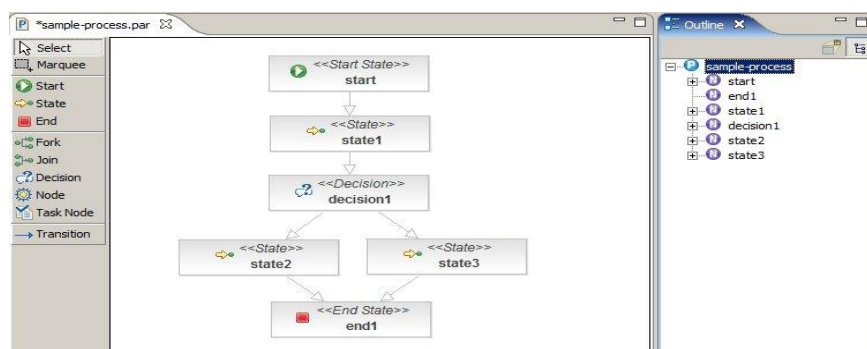 *sample-process.par
Select
Marquee
Start
State
End
Fork
Join
Decision
Node
Task Node
Transition
<<Start State>>
start
<<State>>
state1
<<Decision>>
decision1
<<State>>
state2
<<State>>
state3
<<End State>>
end1
Outline
sample-process
start
end1
state1
decision1
state2
state3